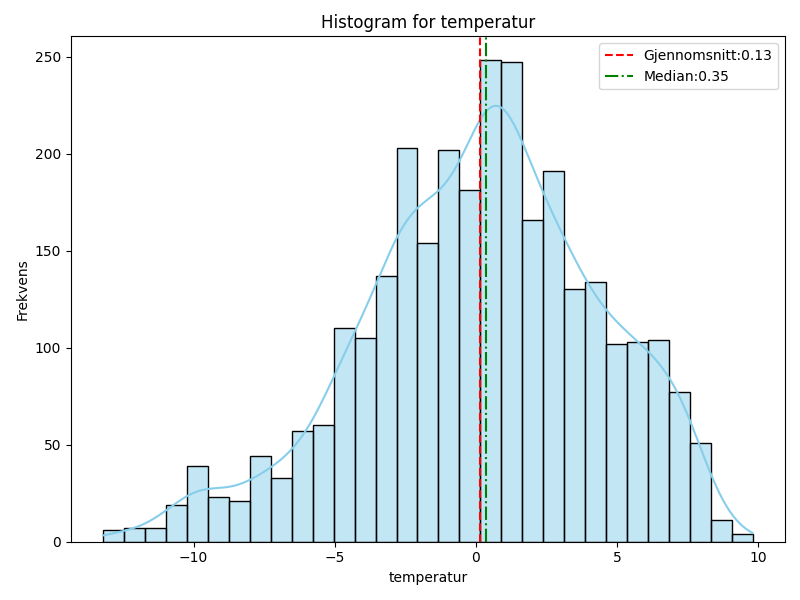 Histogram for temperatur
Gjennomsnitt:0.13
Median:0.35
Frekvens
250
200
150
100
50
0
−10
−5
0
5
10
temperatur